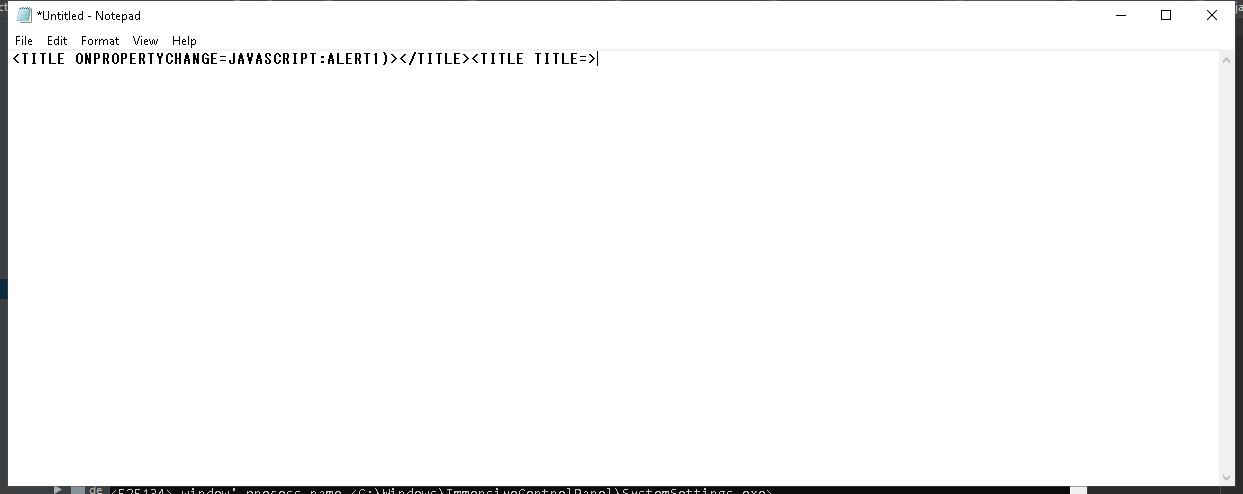 *Untitled - Notepad
File Edit Format View Help
<TITLE ONPROPERTYCHANGE=JAVASCRIPT:ALERT1)></TITLE><TITLE TITLE=>
de <525134> window' process name <C:\Windows\ImmersiveControlPanel\SystemSettings.exe>